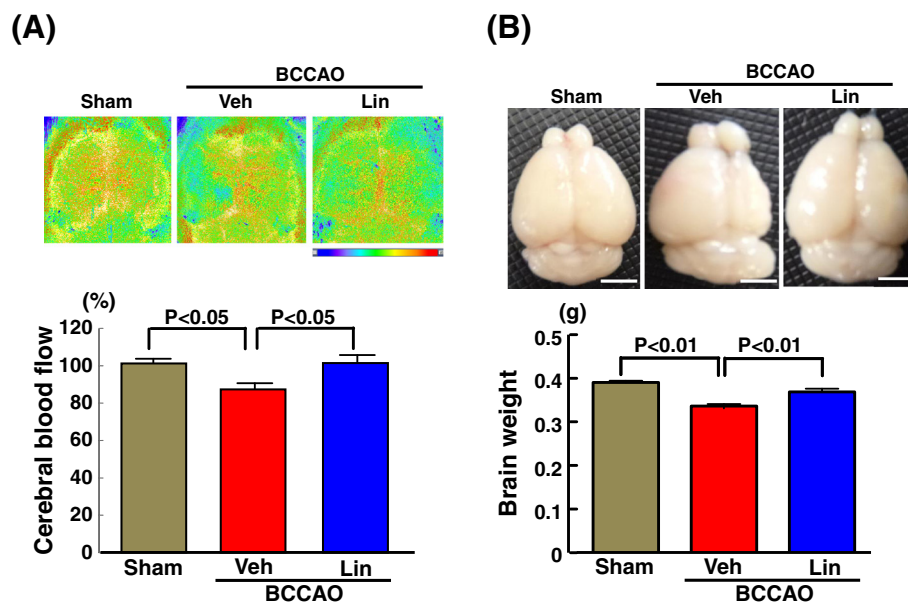 (A)
BCCAO
Sham Veh Lin
(%)
120
100
80
60
40
20
0
Cerebral blood flow
P<0.05 P<0.05
Sham Veh Lin
BCCAO
(B)
BCCAO
Sham Veh Lin
(g)
0.5
0.4
0.3
0.2
0.1
0
Brain weight
P<0.01 P<0.01
Sham Veh Lin
BCCAO